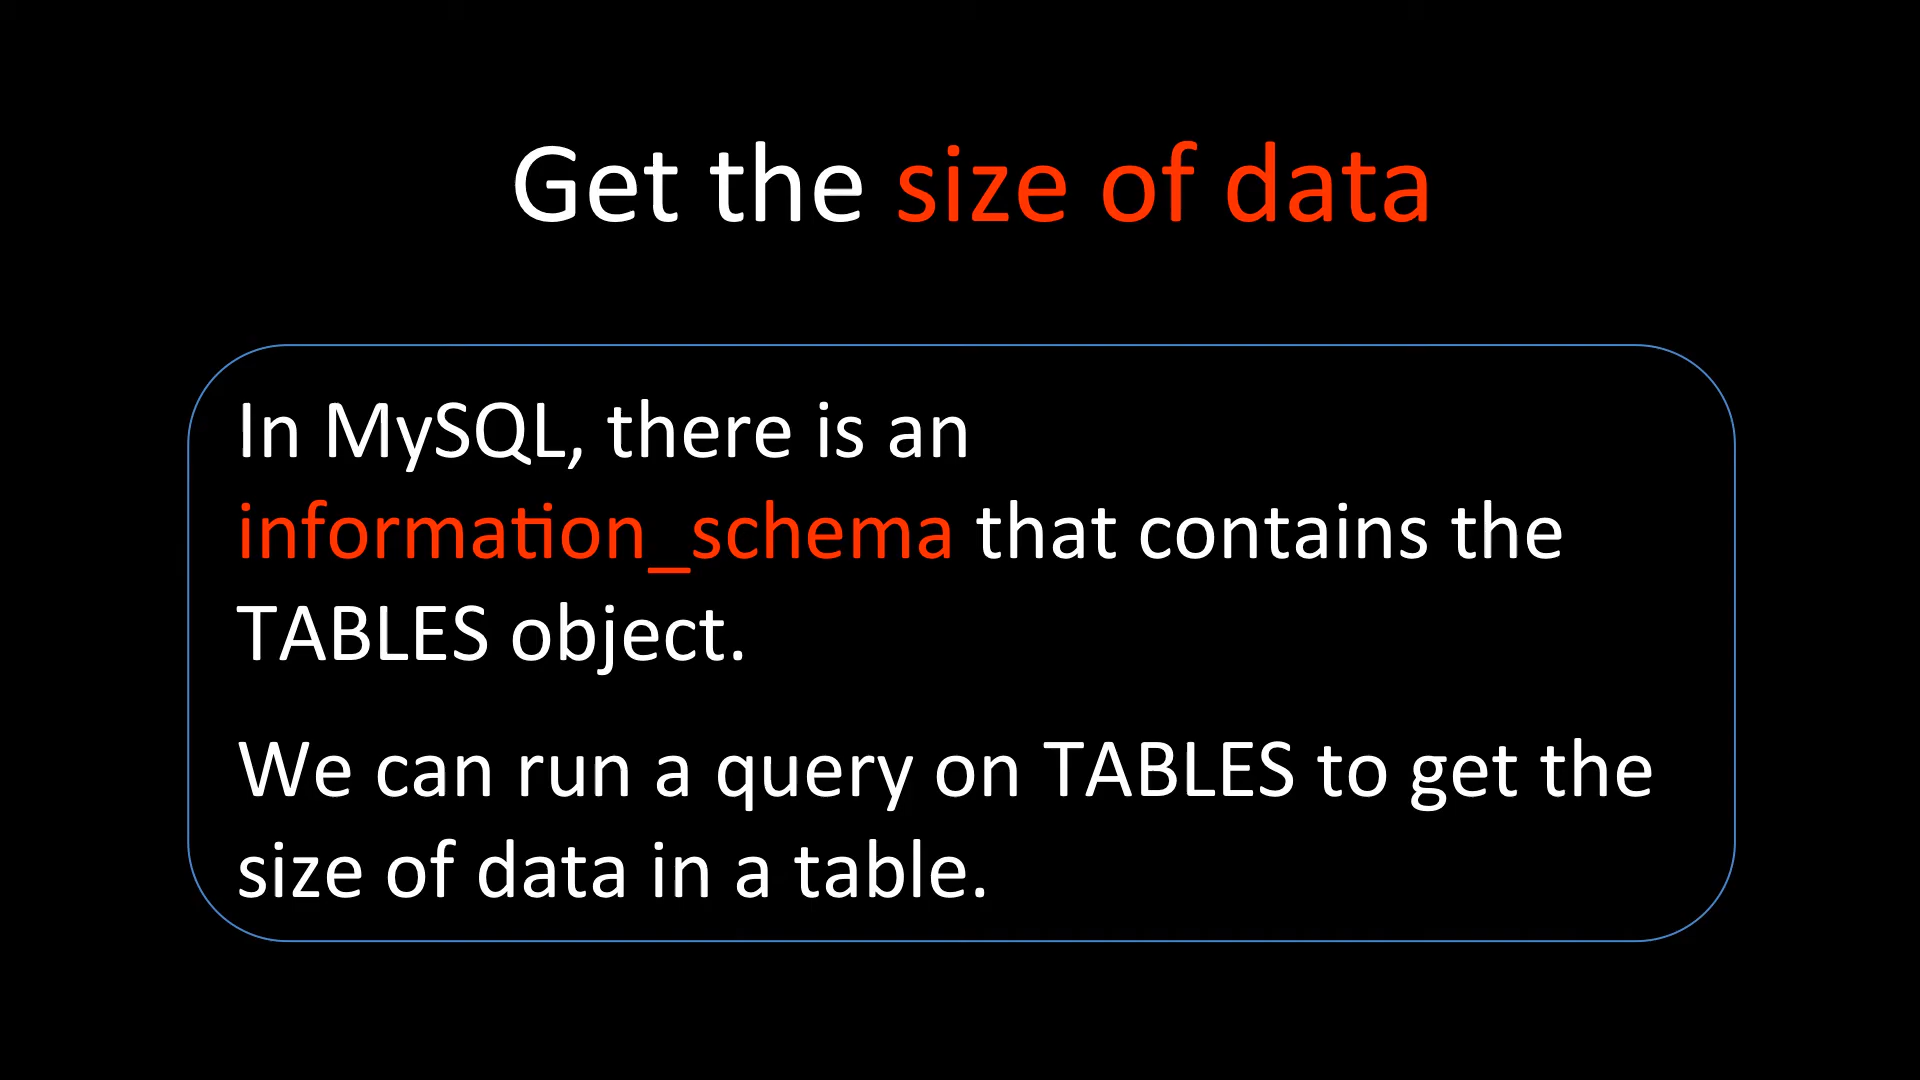 Get the size of data
In MySQL, there is an
information_schema that contains the
TABLES object.
We can run a query on TABLES to get the
size of data in a table.